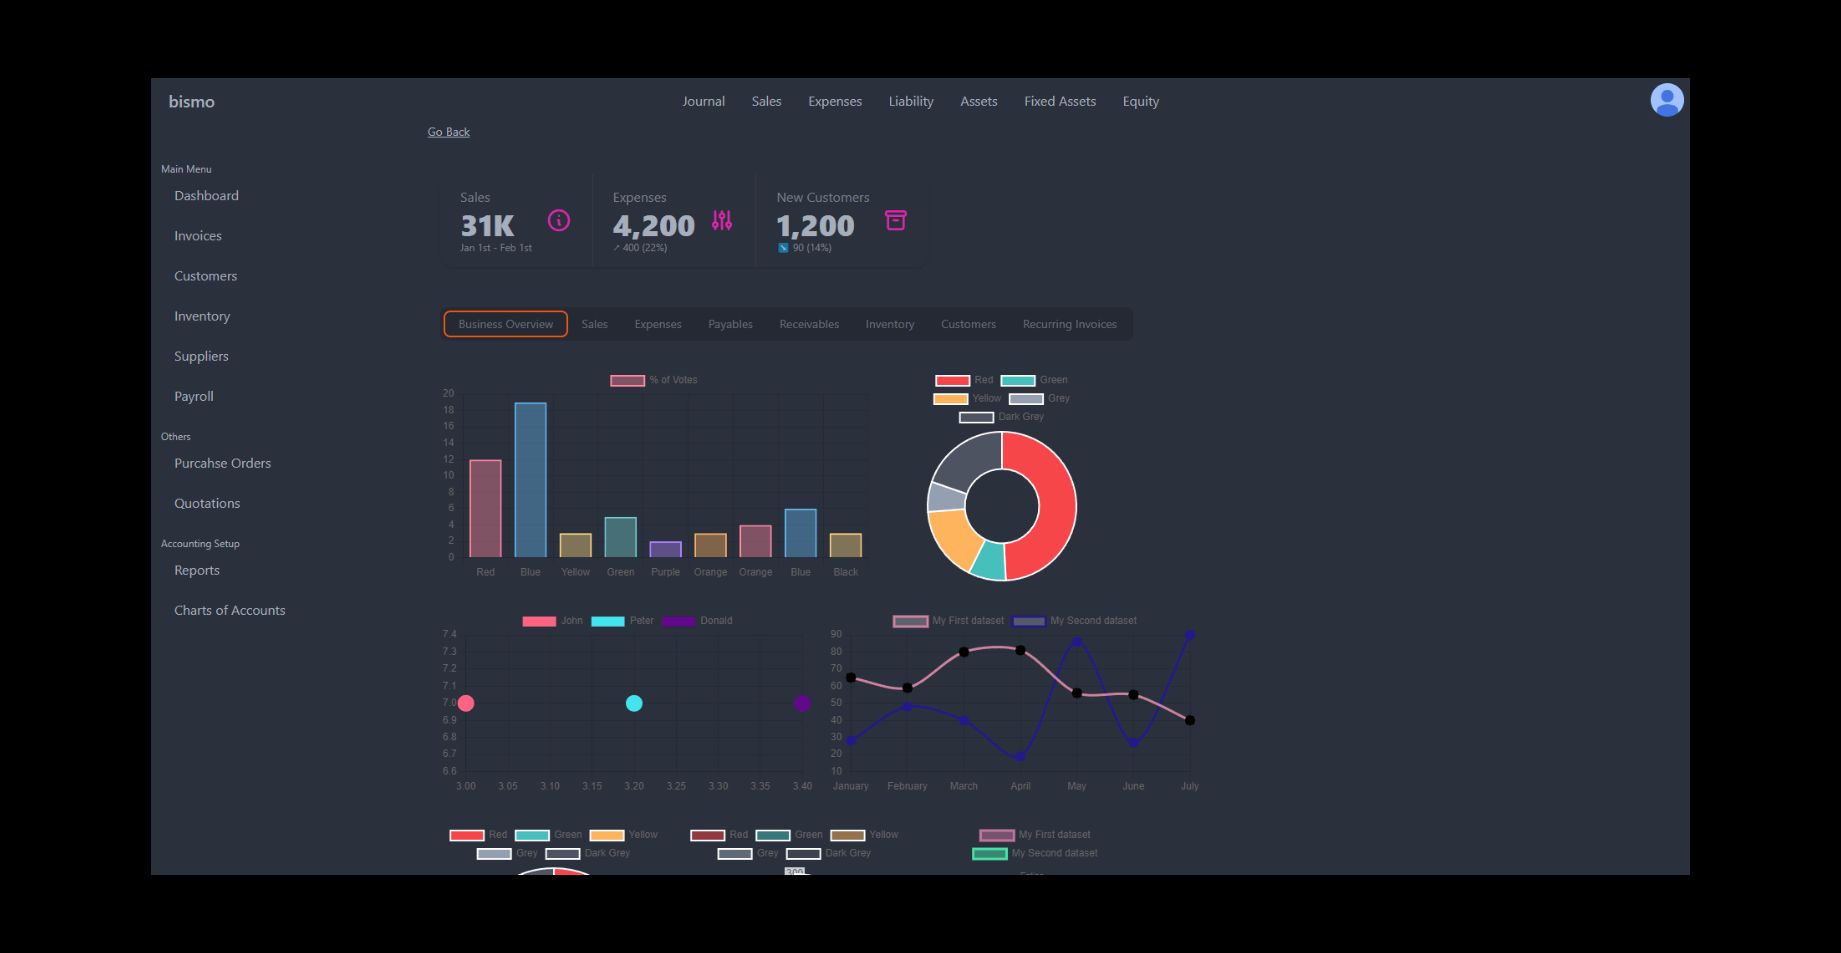 bismo
Journal Sales Expenses Liability Assets Fixed Assets Equity
Go Back
Main Menu
Dashboard
Invoices
Customers
Inventory
Suppliers
Payroll
Others
Purcahse Orders
Quotations
Accounting Setup
Reports
Charts of Accounts
Sales
31K
Jan 1st - Feb 1st
Expenses
4,200
↗ 400 (22%)
New Customers
1,200
↘ 90 (14%)
Business Overview Sales Expenses Payables Receivables Inventory Customers Recurring Invoices
% of Votes
20
18
16
14
12
10
8
6
4
2
0
Red Blue Yellow Green Purple Orange Orange Blue Black
Red Green
Yellow Grey
Dark Grey
John Peter Donald
7.4
7.3
7.2
7.1
7.0
6.9
6.8
6.7
6.6
3.00 3.05 3.10 3.15 3.20 3.25 3.30 3.35 3.40
My First dataset My Second dataset
90
80
70
60
50
40
30
20
10
January February March April May June July
Red Green Yellow
Grey Dark Grey
Red Green Yellow
Grey Dark Grey
300
My First dataset
My Second dataset